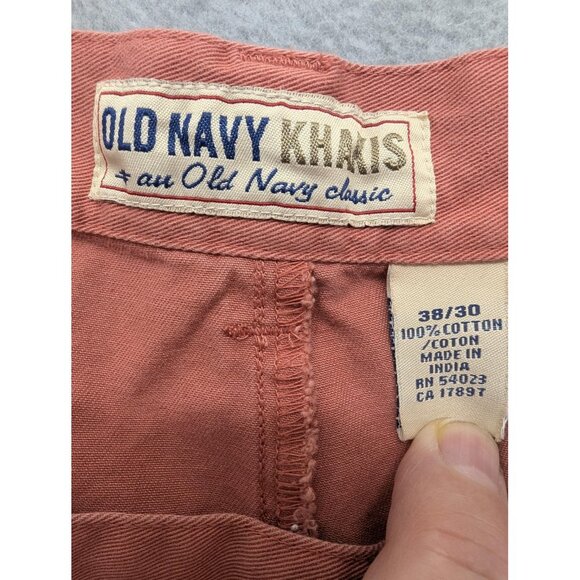 OLD NAVY KHAKIS
+ an Old Navy classic
38/30
100% COTTON
/COTON
MADE IN
INDIA
RN 54023
CA 17897